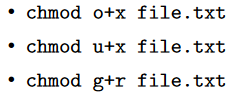 • chmod o+x file.txt
• chmod u+x file.txt
• chmod g+r file.txt